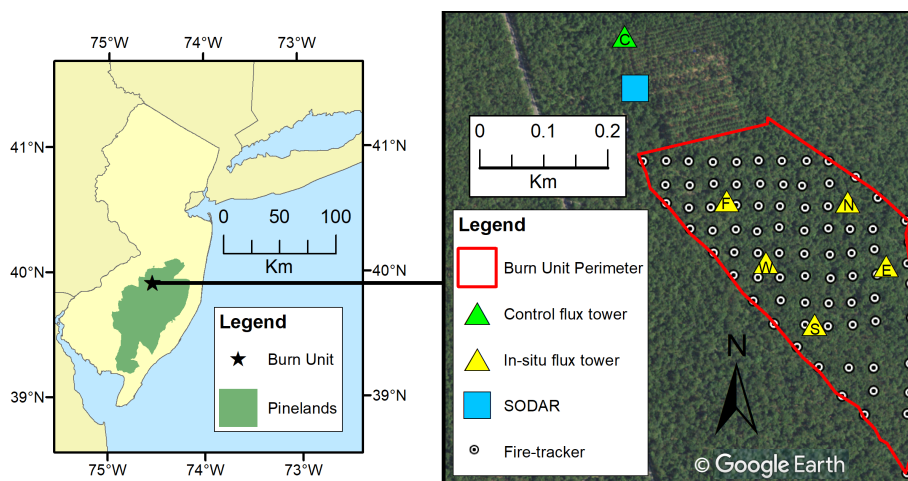 75°W 74°W 73°W
41°N 41°N
0 50 100
Km
40°N 40°N
Legend
Burn Unit
Pinelands
39°N 39°N
75°W 74°W 73°W
C
0 0.1 0.2
Km
F N
W E
S
Legend
Burn Unit Perimeter
Control flux tower
In-situ flux tower
SODAR
Fire-tracker
N
© Google Earth